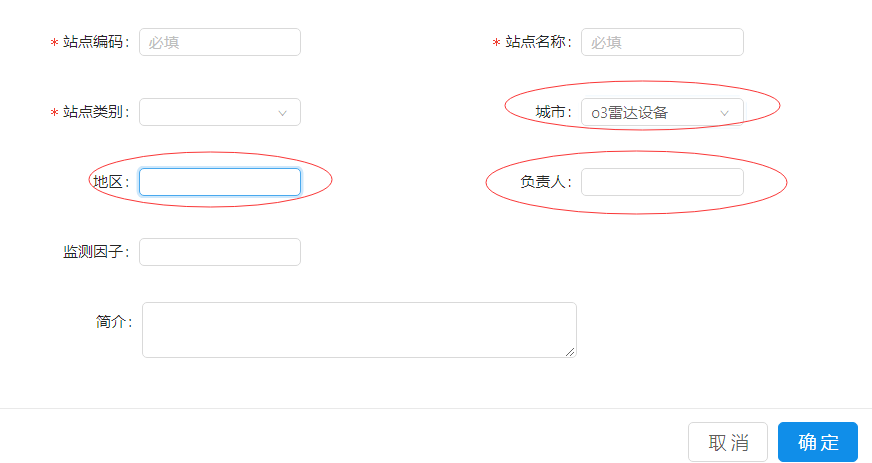 * 站点编码: 必填 * 站点名称: 必填
* 站点类别: 城市: o3雷达设备
地区: 负责人:
监测因子:
简介:
取消 确定